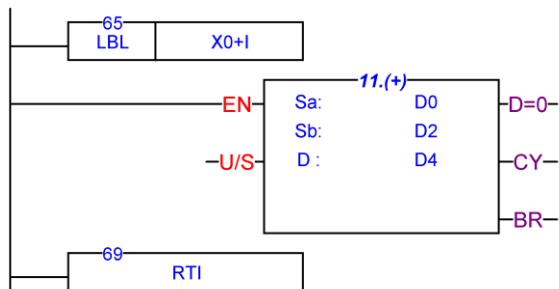 65
LBL X0+I
11.(+)
EN Sa: D0 D=0
Sb: D2
U/S D : D4 CY
BR
69
RTI